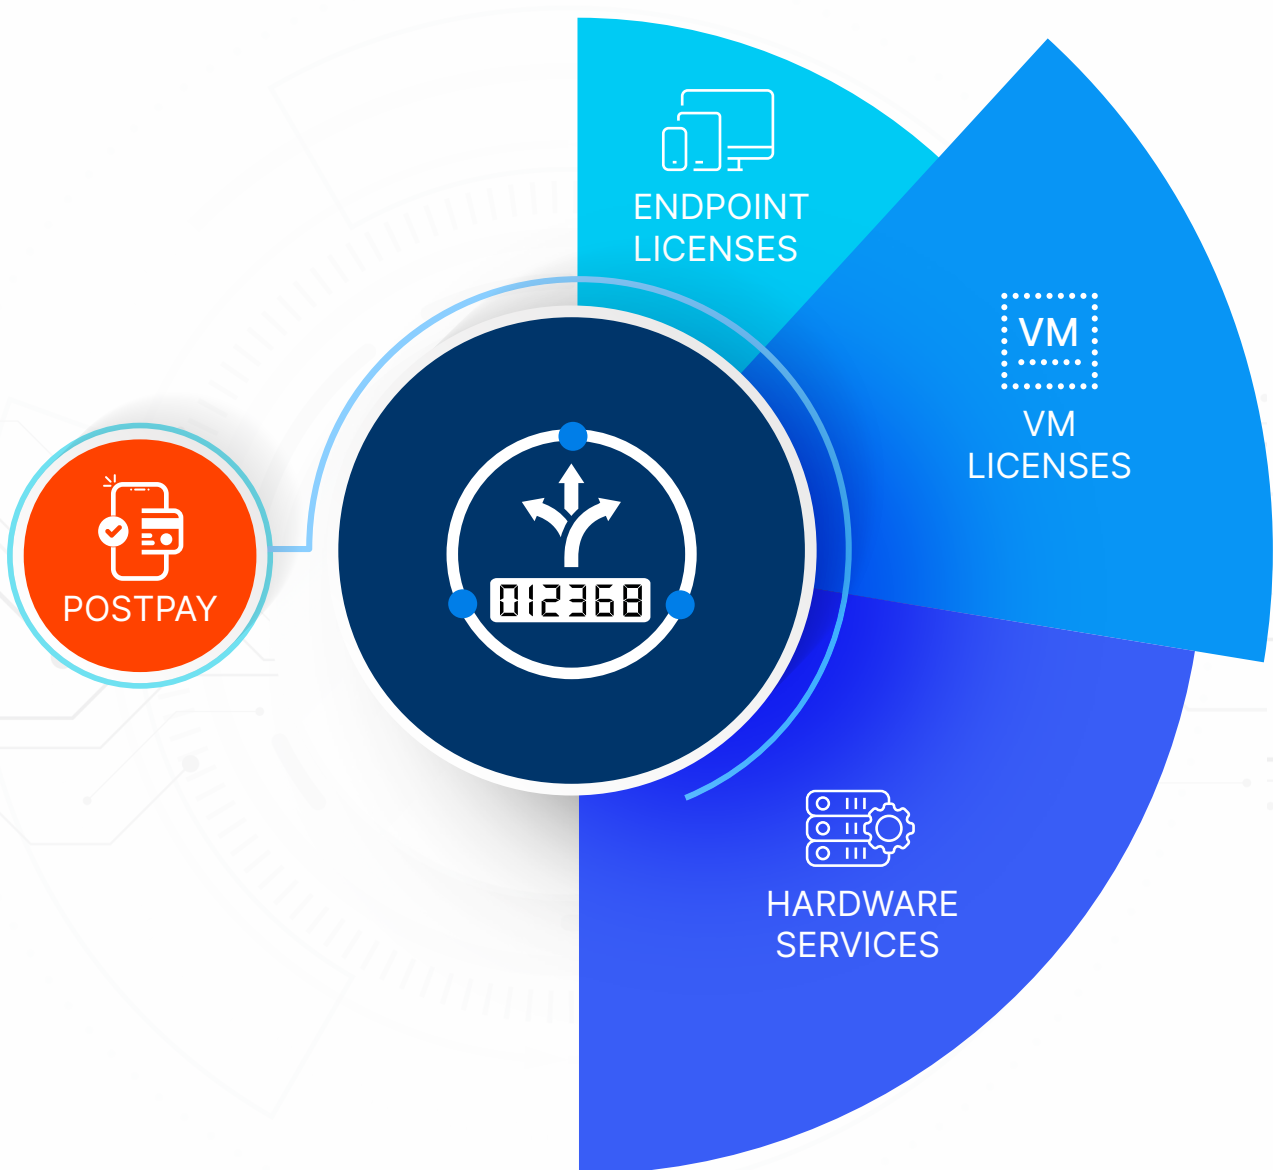 ENDPOINT
LICENSES
VM
VM
LICENSES
POSTPAY
012368
HARDWARE
SERVICES